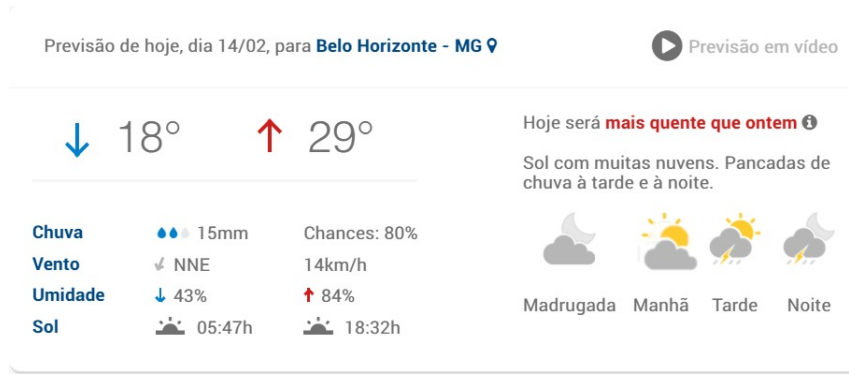 Previsão de hoje, dia 14/02, para Belo Horizonte - MG
Previsão em vídeo
18° 29°
Hoje será mais quente que ontem
Sol com muitas nuvens. Pancadas de
chuva à tarde e à noite.
Chuva 15mm Chances: 80%
Vento NNE 14km/h
Umidade 43% 84%
Sol 05:47h 18:32h
Madrugada Manhã Tarde Noite